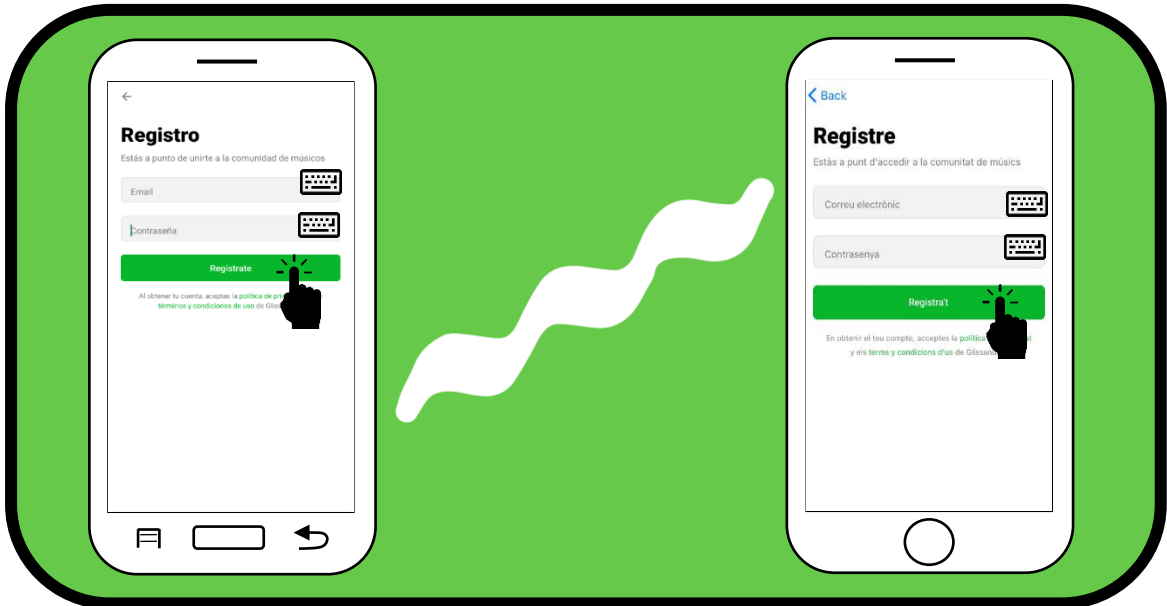 Registro
Estás a punto de unirte a la comunidad de músicos
Email
Contraseña
Regístrate
Al obtener tu cuenta, aceptas la política de
términos y condiciones de uso de
Back
Registre
Estàs a punt d'accedir a la comunitat de músics
Correu electrònic
Contrasenya
Registra't
En obtenir el teu compte, acceptes la política
y els terms y condicions d'us de